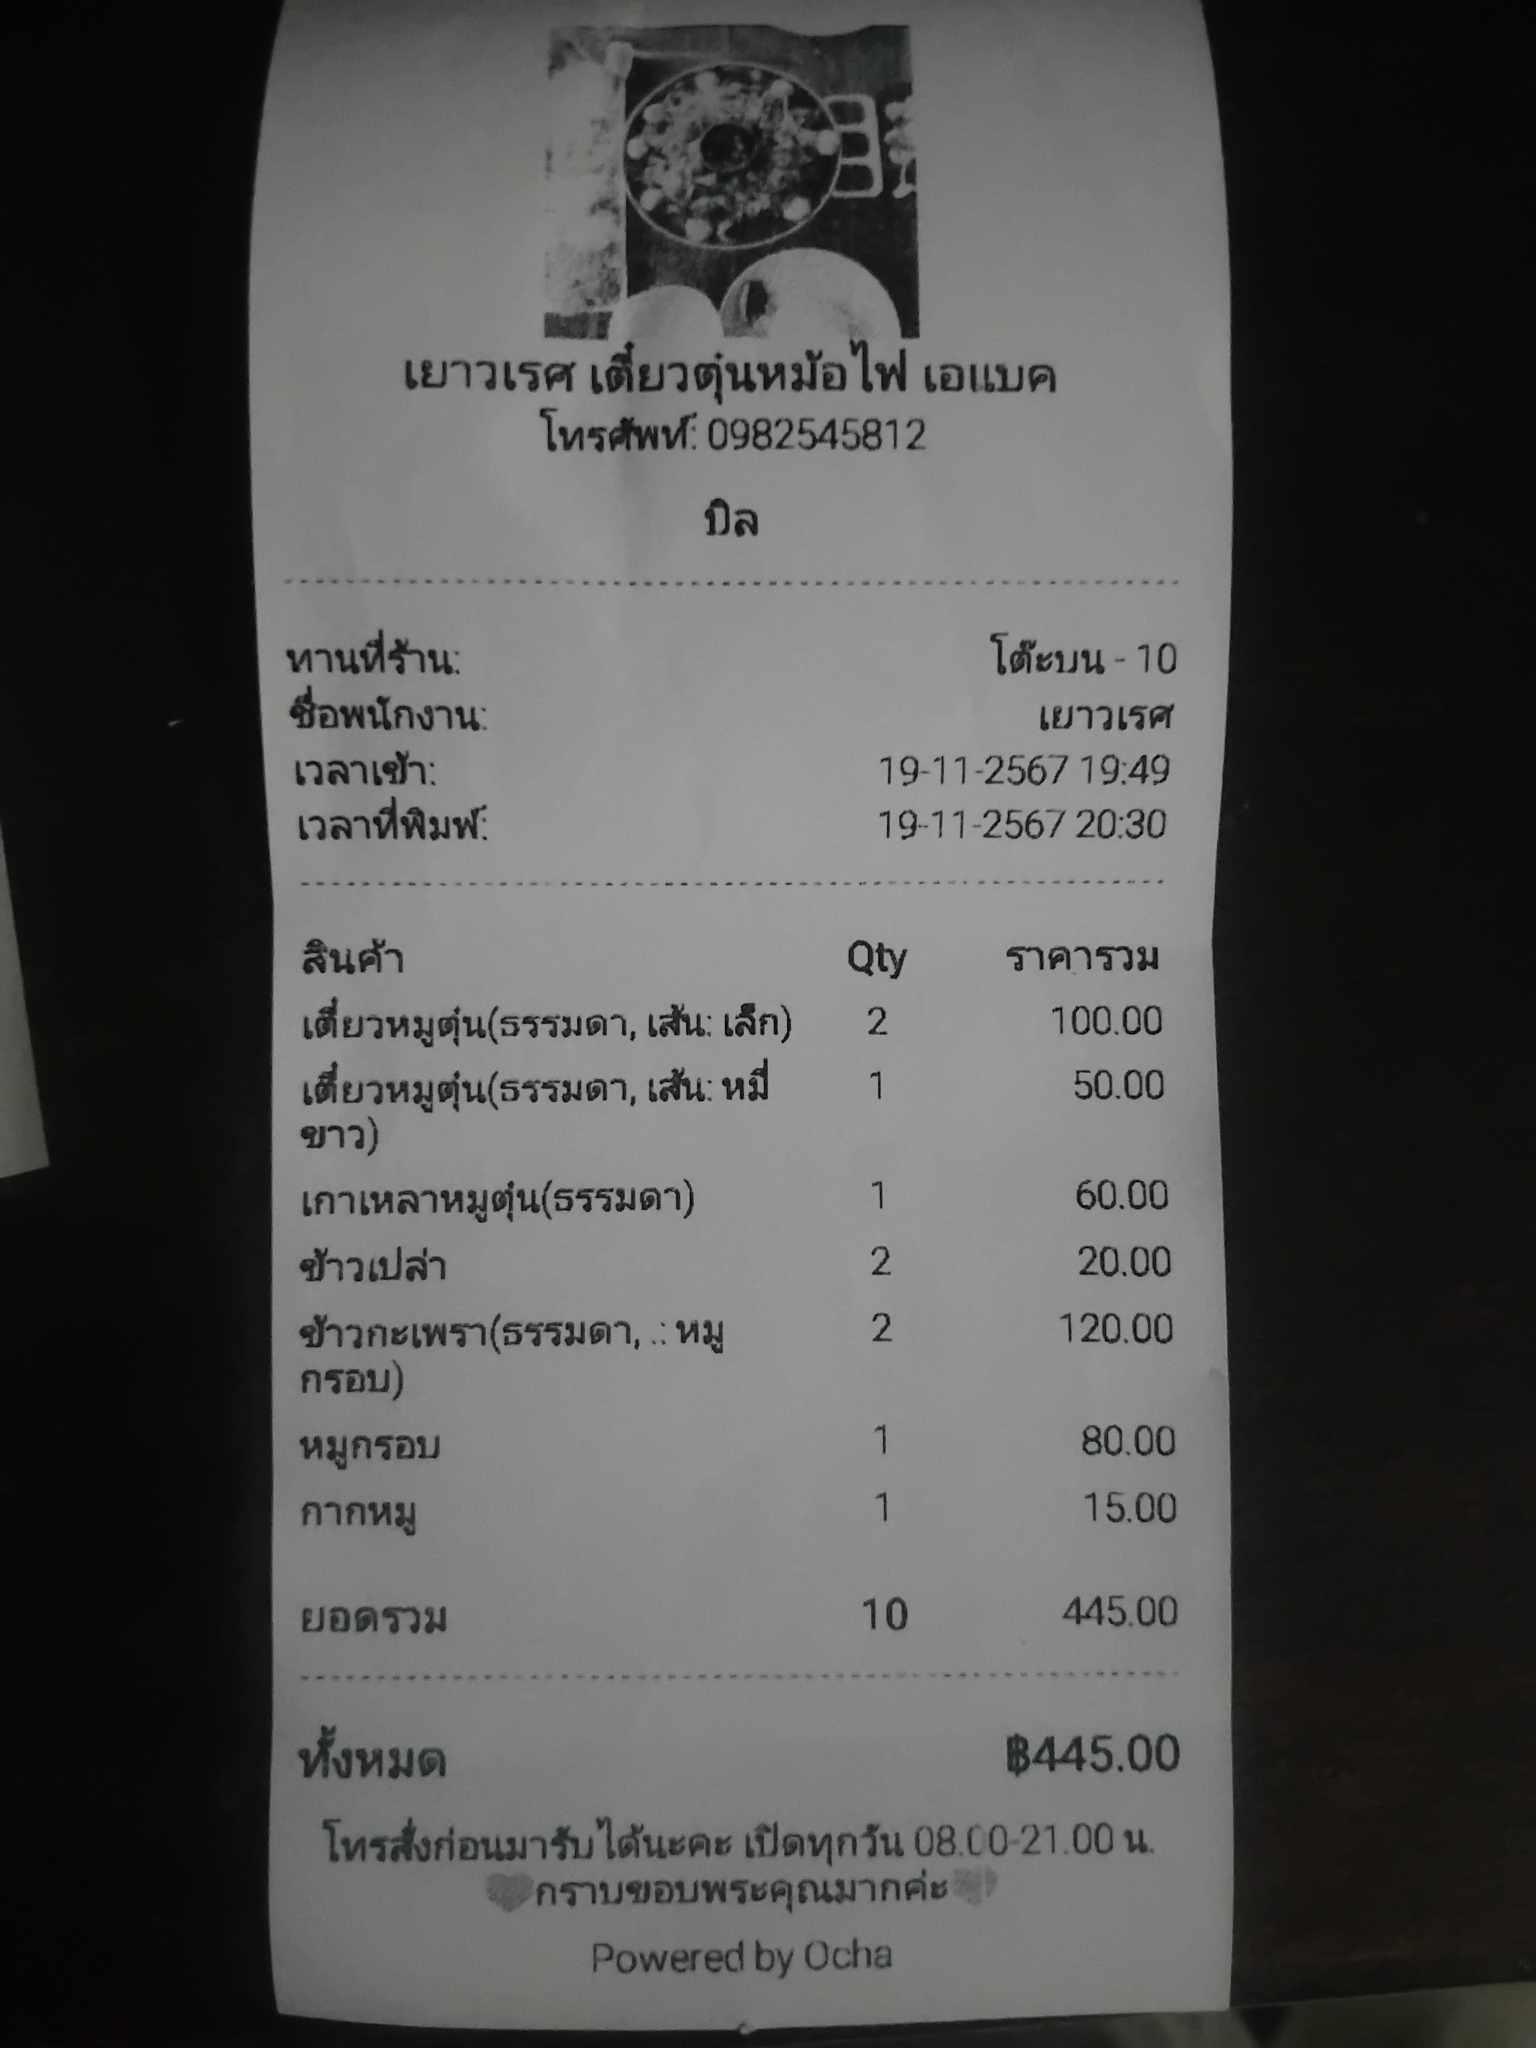 เยาวเรศ เตี๋ยวตุ๋นหม้อไฟ เอแบค
โทรศัพท์: 0982545812
บิล
ทานที่ร้าน: โต๊ะบน - 10
ชื่อพนักงาน: เยาวเรศ
เวลาเข้า: 19-11-2567 19:49
เวลาที่พิมพ์: 19-11-2567 20:30
สินค้า Qty ราคารวม
เตี๋ยวหมูตุ๋น(ธรรมดา, เส้น: เล็ก) 2 100.00
เตี๋ยวหมูตุ๋น(ธรรมดา, เส้น: หมี่ 1 50.00
ขาว)
เกาเหลาหมูตุ๋น(ธรรมดา) 1 60.00
ข้าวเปล่า 2 20.00
ข้าวกะเพรา(ธรรมดา, .: หมู 2 120.00
กรอบ)
หมูกรอบ 1 80.00
กากหมู 1 15.00
ยอดรวม 10 445.00
ทั้งหมด ฿445.00
โทรสั่งก่อนมารับได้นะคะ เปิดทุกวัน 08.00-21.00 น.
กราบขอบพระคุณมากค่ะ
Powered by Ocha